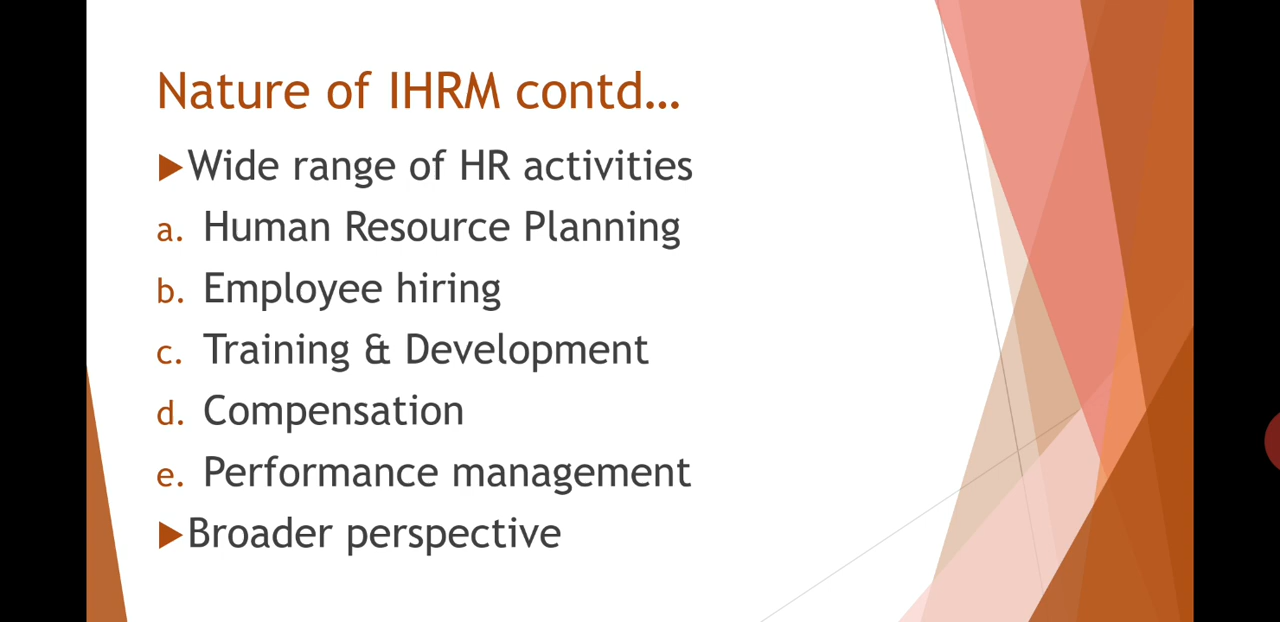 Nature of IHRM contd...
Wide range of HR activities
a. Human Resource Planning
b. Employee hiring
c. Training & Development
d. Compensation
e. Performance management
Broader perspective